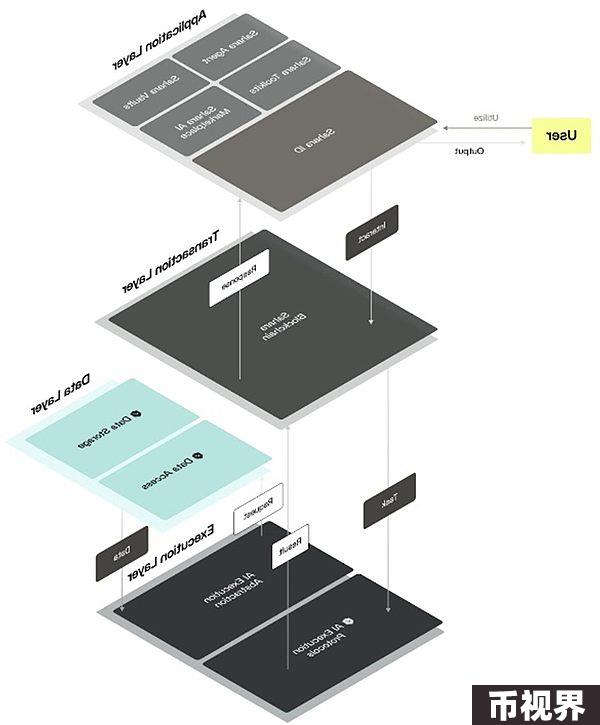 Application Layer
Sahara Agent
Sahara Vaults
Sahara Toolkits
Sahara AI
Marketplace
Sahara ID
Utilize
User
Output
Interact
Transaction Layer
Response
Sahara
Blockchain
Data Layer
Data Storage
Data Access
Request
Task
Execution Layer
Result
Data
AI Execution
Abstraction
AI Execution
Protocols
币视界